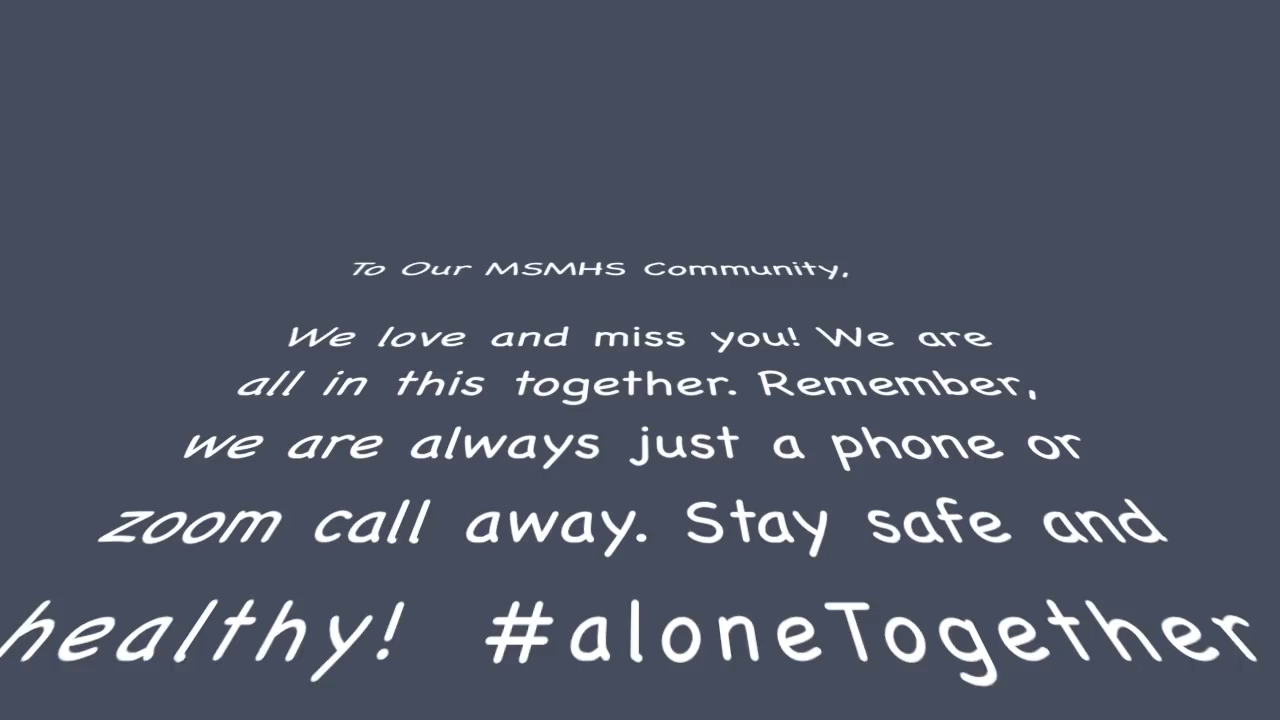 To Our MSMHS Community,
We love and miss you! We are
all in this together. Remember,
we are always just a phone or
zoom call away. Stay safe and
healthy! #aloneTogether